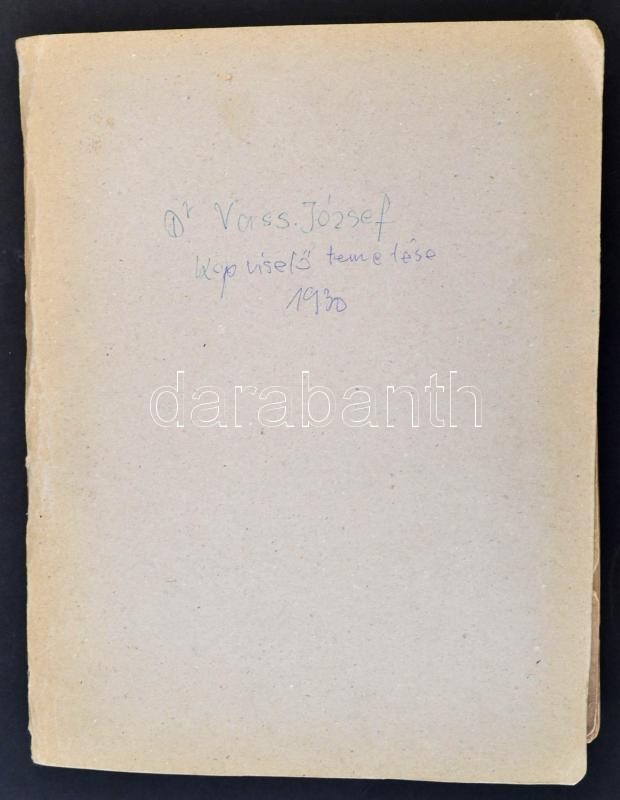 Dr Vass. József
képviselő temetése
1930
darabanth